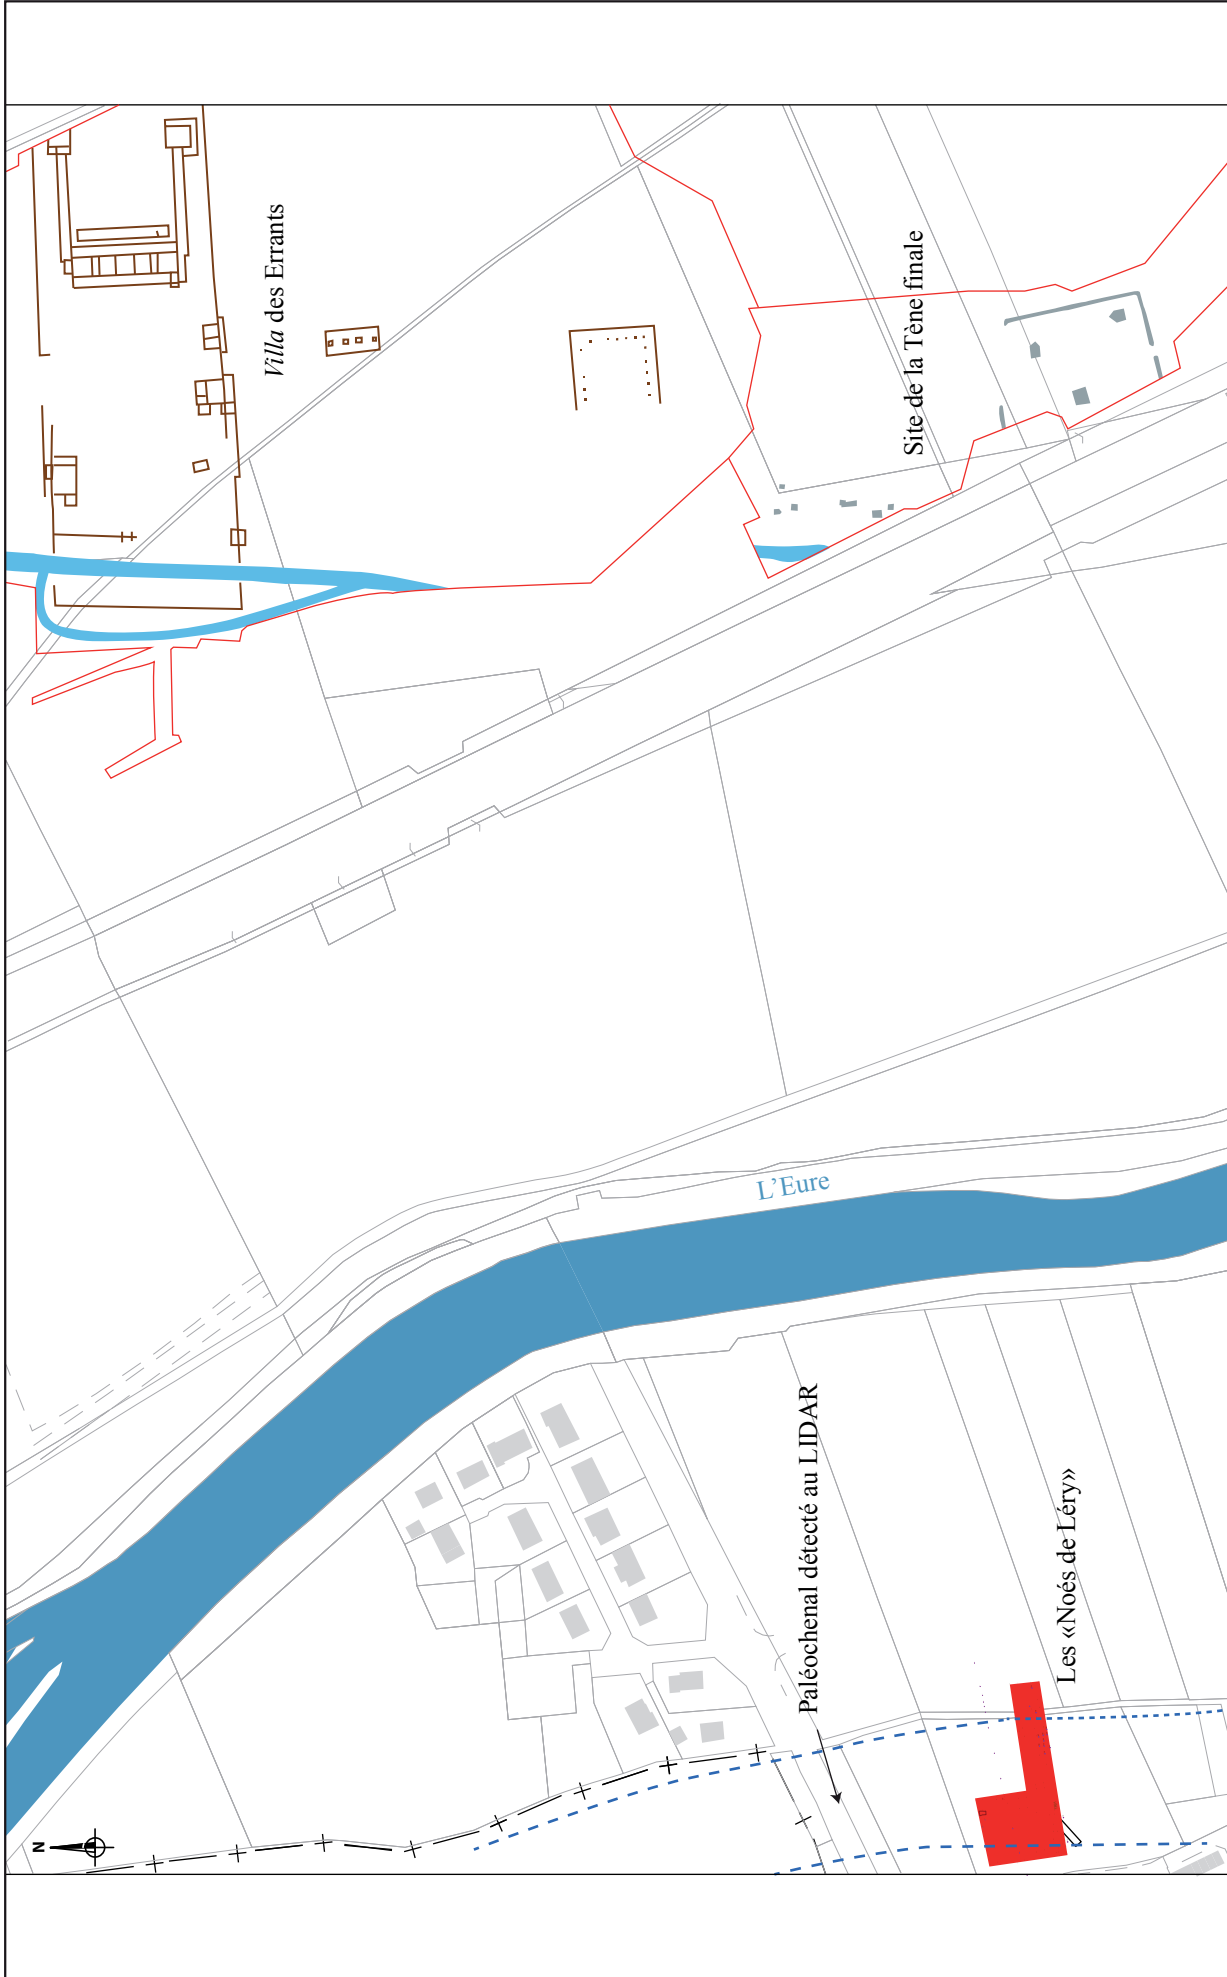 N
Villa des Errants
Site de la Tène finale
L'Eure
Paléochenal détecté au LIDAR
Les «Noés de Léry»